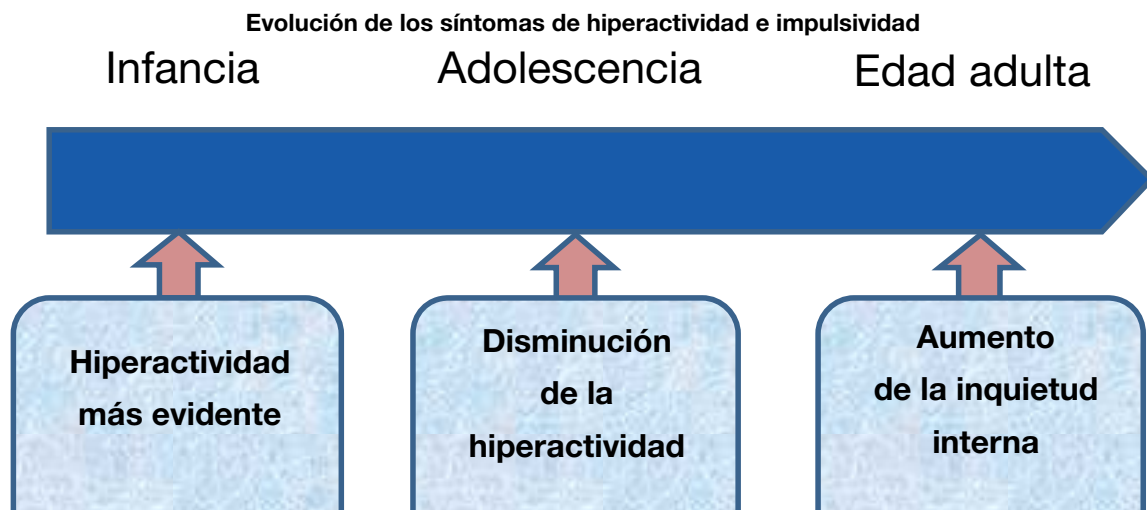 Evolución de los síntomas de hiperactividad e impulsividad
Infancia
Adolescencia
Edad adulta
Hiperactividad
más evidente
Disminución
de la
hiperactividad
Aumento
de la inquietud
interna